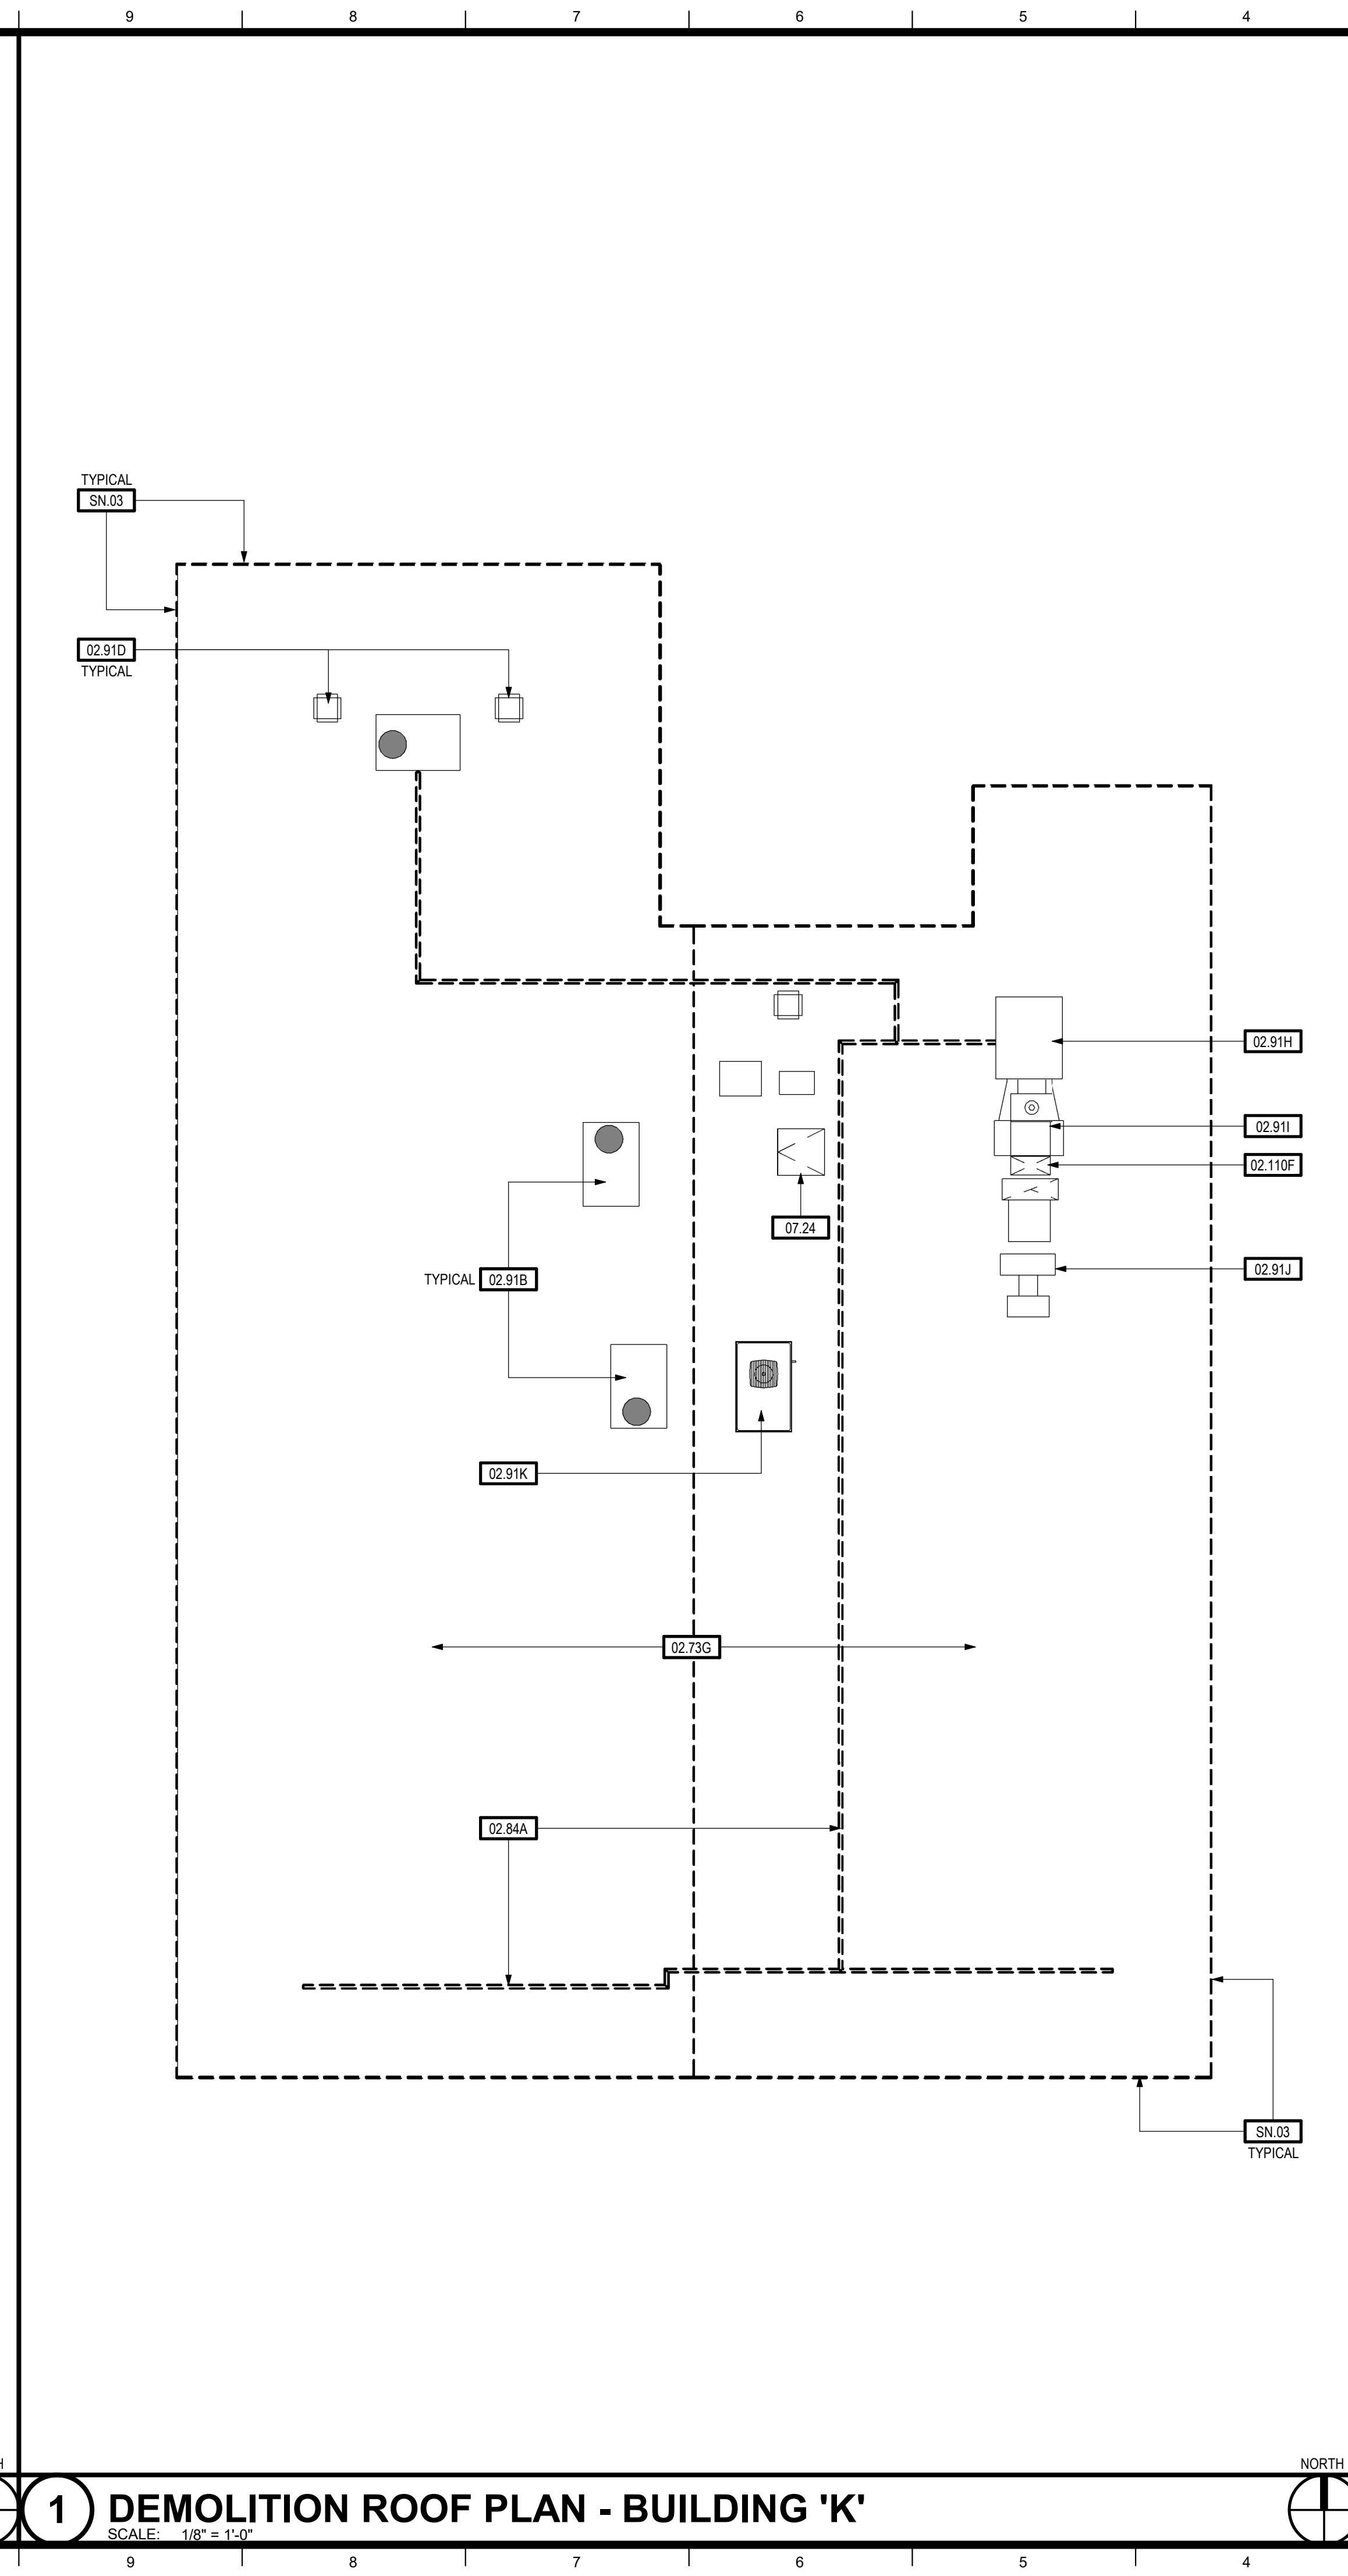 9 8 7 6 5 4
TYPICAL
SN.03
02.91D
TYPICAL
02.91H
02.91I
02.110F
07.24
02.91J
TYPICAL 02.91B
02.91K
02.73G
02.84A
SN.03
TYPICAL
NORTH
1 DEMOLITION ROOF PLAN - BUILDING 'K'
SCALE: 1/8" = 1'-0"
9 8 7 6 5 4